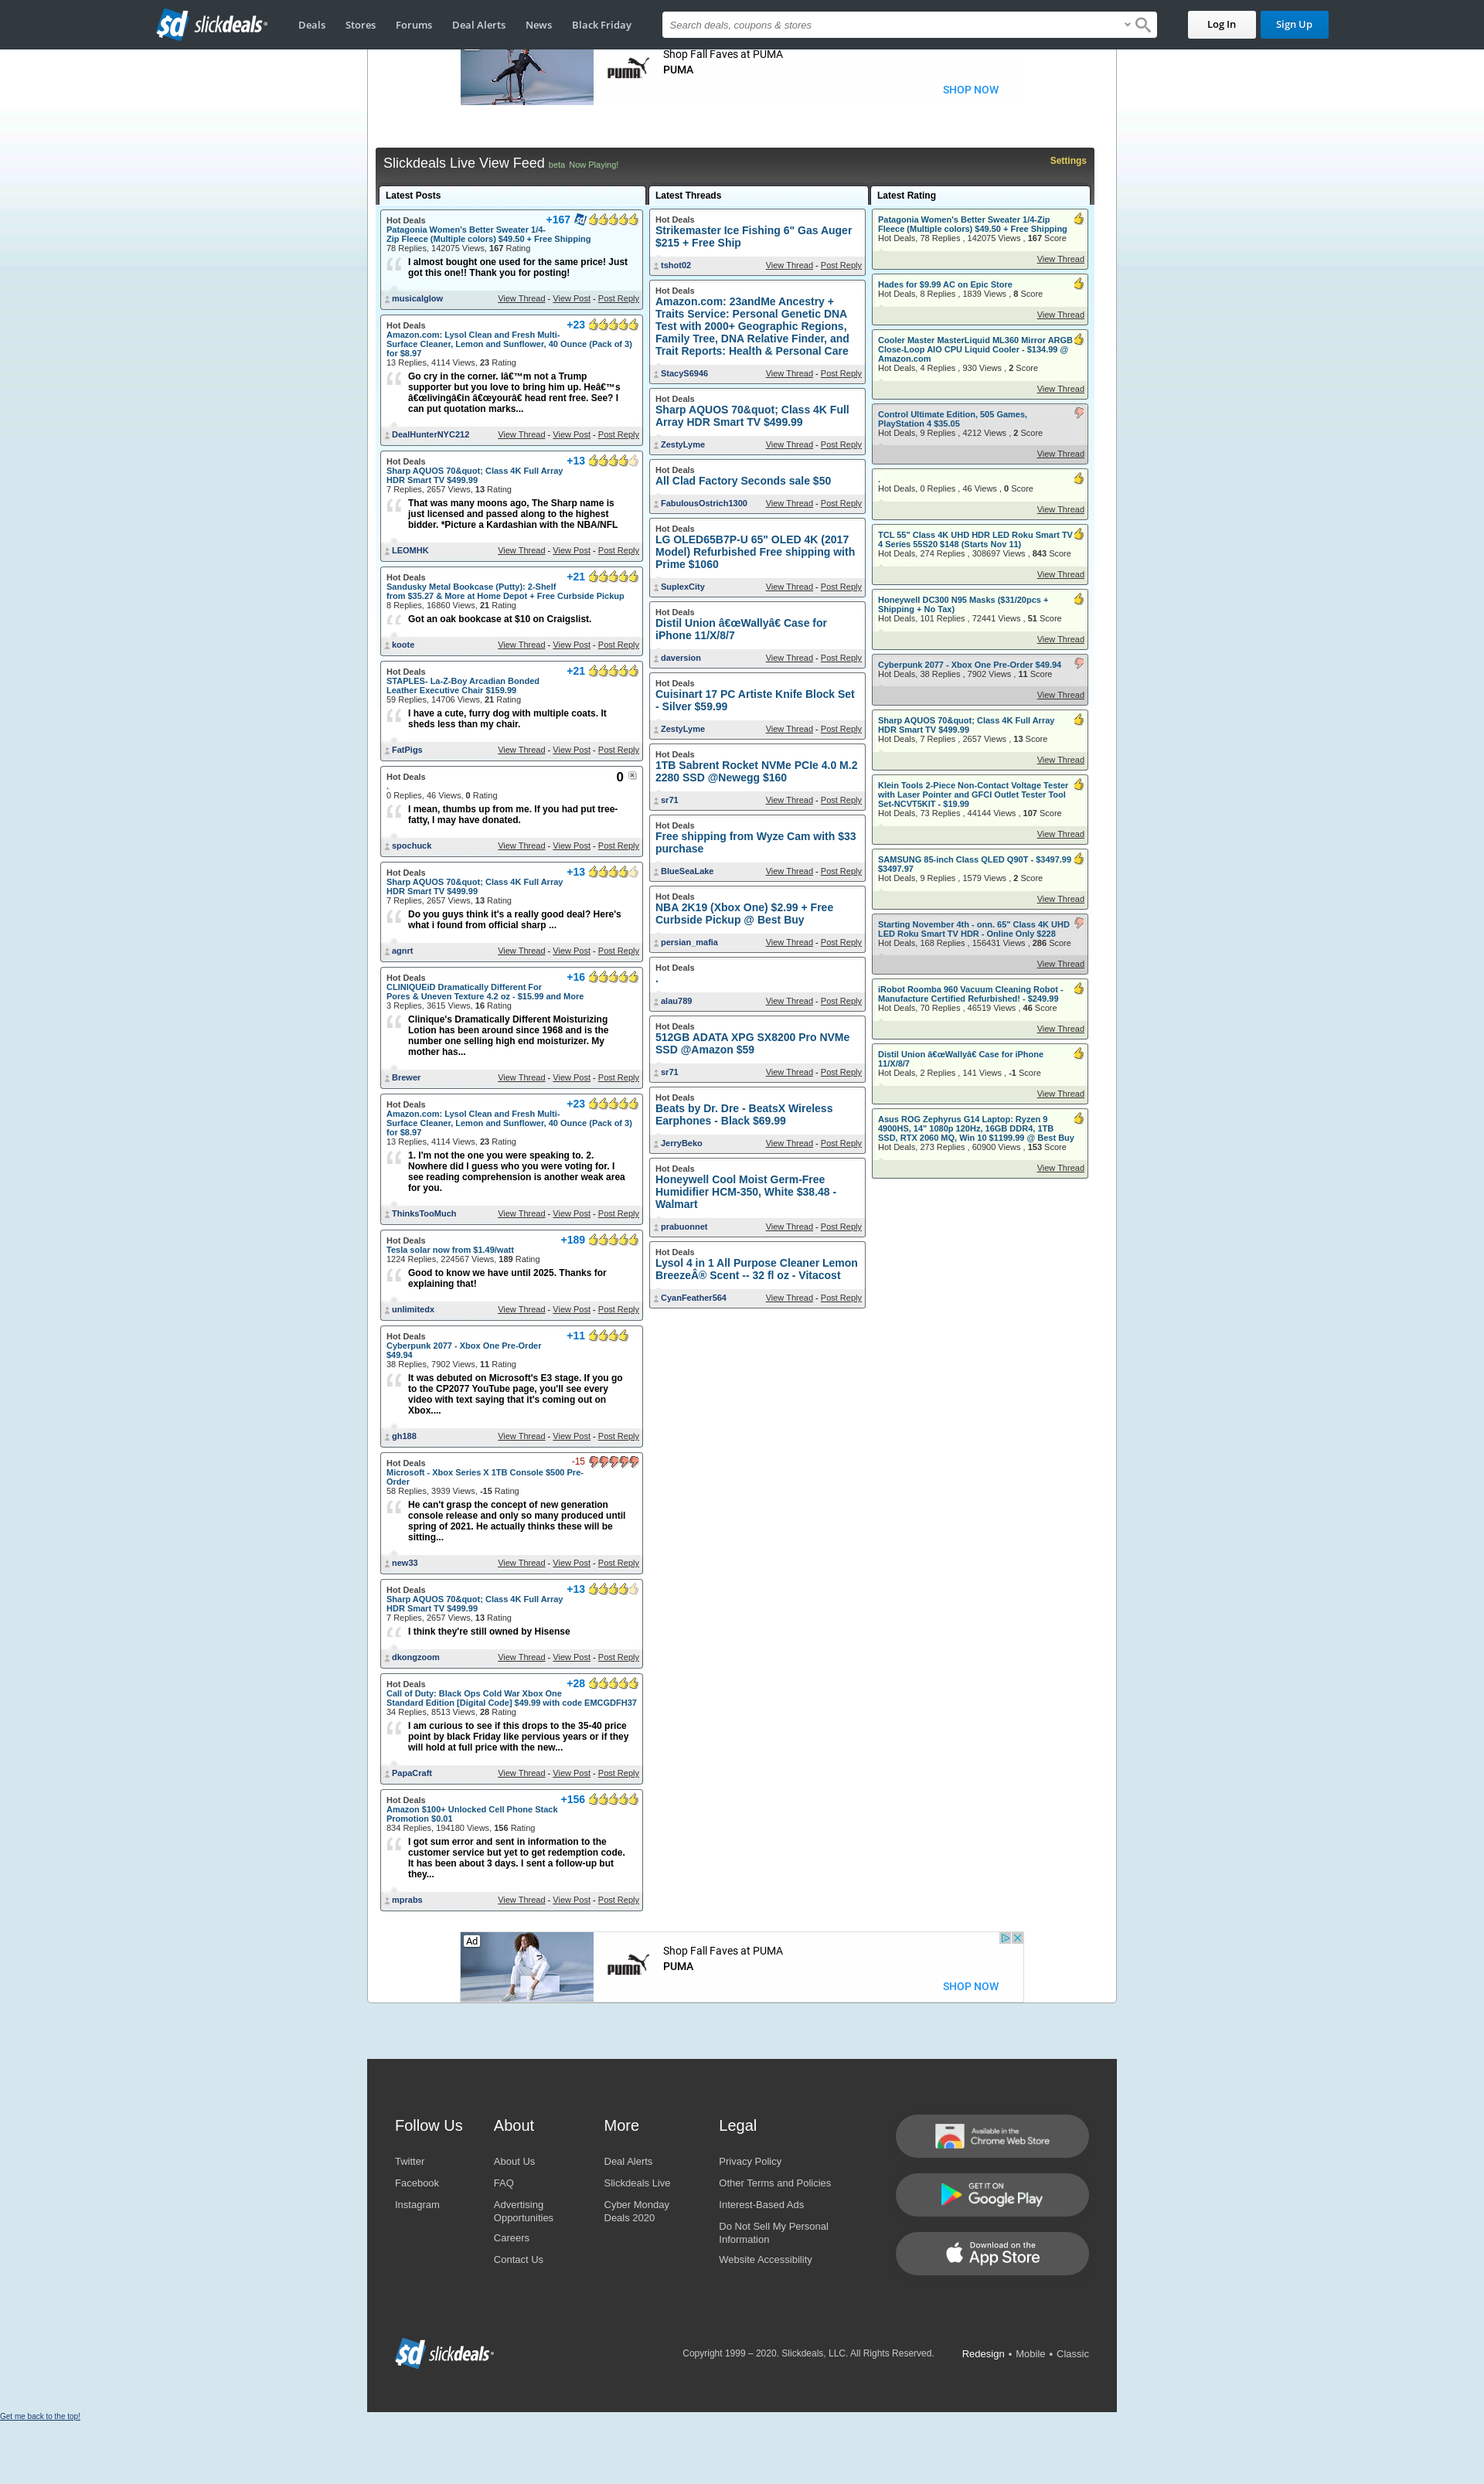 sd slickdeals
Deals Stores Forums Deal Alerts News Black Friday
Search deals, coupons & stores
Log In Sign Up
Shop Fall Faves at PUMA
PUMA
SHOP NOW
Slickdeals Live View Feed beta Now Playing!
Settings
Latest Posts
Hot Deals +167
Patagonia Women's Better Sweater 1/4-
Zip Fleece (Multiple colors) $49.50 + Free Shipping
78 Replies, 142075 Views, 167 Rating
I almost bought one used for the same price! Just
got this one!! Thank you for posting!
musicalglow View Thread - View Post - Post Reply
Hot Deals +23
Amazon.com: Lysol Clean and Fresh Multi-
Surface Cleaner, Lemon and Sunflower, 40 Ounce (Pack of 3)
for $8.97
13 Replies, 4114 Views, 23 Rating
Go cry in the corner. Iâ€™m not a Trump
supporter but you love to bring him up. Heâ€™s
â€œlivingâ€in â€œyourâ€ head rent free. See? I
can put quotation marks...
DealHunterNYC212 View Thread - View Post - Post Reply
Hot Deals +13
Sharp AQUOS 70&quot; Class 4K Full Array
HDR Smart TV $499.99
7 Replies, 2657 Views, 13 Rating
That was many moons ago, The Sharp name is
just licensed and passed along to the highest
bidder. *Picture a Kardashian with the NBA/NFL
LEOMHK View Thread - View Post - Post Reply
Hot Deals +21
Sandusky Metal Bookcase (Putty): 2-Shelf
from $35.27 & More at Home Depot + Free Curbside Pickup
8 Replies, 16860 Views, 21 Rating
Got an oak bookcase at $10 on Craigslist.
koote View Thread - View Post - Post Reply
Hot Deals +21
STAPLES- La-Z-Boy Arcadian Bonded
Leather Executive Chair $159.99
59 Replies, 14706 Views, 21 Rating
I have a cute, furry dog with multiple coats. It
sheds less than my chair.
FatPigs View Thread - View Post - Post Reply
Hot Deals 0
.
0 Replies, 46 Views, 0 Rating
I mean, thumbs up from me. If you had put tree-
fatty, I may have donated.
spochuck View Thread - View Post - Post Reply
Hot Deals +13
Sharp AQUOS 70&quot; Class 4K Full Array
HDR Smart TV $499.99
7 Replies, 2657 Views, 13 Rating
Do you guys think it's a really good deal? Here's
what i found from official sharp ...
agnrt View Thread - View Post - Post Reply
Hot Deals +16
CLINIQUEiD Dramatically Different For
Pores & Uneven Texture 4.2 oz - $15.99 and More
3 Replies, 3615 Views, 16 Rating
Clinique's Dramatically Different Moisturizing
Lotion has been around since 1968 and is the
number one selling high end moisturizer. My
mother has...
Brewer View Thread - View Post - Post Reply
Hot Deals +23
Amazon.com: Lysol Clean and Fresh Multi-
Surface Cleaner, Lemon and Sunflower, 40 Ounce (Pack of 3)
for $8.97
13 Replies, 4114 Views, 23 Rating
1. I'm not the one you were speaking to. 2.
Nowhere did I guess who you were voting for. I
see reading comprehension is another weak area
for you.
ThinksTooMuch View Thread - View Post - Post Reply
Hot Deals +189
Tesla solar now from $1.49/watt
1224 Replies, 224567 Views, 189 Rating
Good to know we have until 2025. Thanks for
explaining that!
unlimitedx View Thread - View Post - Post Reply
Hot Deals +11
Cyberpunk 2077 - Xbox One Pre-Order
$49.94
38 Replies, 7902 Views, 11 Rating
It was debuted on Microsoft's E3 stage. If you go
to the CP2077 YouTube page, you'll see every
video with text saying that it's coming out on
Xbox....
gh188 View Thread - View Post - Post Reply
Hot Deals -15
Microsoft - Xbox Series X 1TB Console $500 Pre-
Order
58 Replies, 3939 Views, -15 Rating
He can't grasp the concept of new generation
console release and only so many produced until
spring of 2021. He actually thinks these will be
sitting...
new33 View Thread - View Post - Post Reply
Hot Deals +13
Sharp AQUOS 70&quot; Class 4K Full Array
HDR Smart TV $499.99
7 Replies, 2657 Views, 13 Rating
I think they're still owned by Hisense
dkongzoom View Thread - View Post - Post Reply
Hot Deals +28
Call of Duty: Black Ops Cold War Xbox One
Standard Edition [Digital Code] $49.99 with code EMCGDFH37
34 Replies, 8513 Views, 28 Rating
I am curious to see if this drops to the 35-40 price
point by black Friday like pervious years or if they
will hold at full price with the new...
PapaCraft View Thread - View Post - Post Reply
Hot Deals +156
Amazon $100+ Unlocked Cell Phone Stack
Promotion $0.01
834 Replies, 194180 Views, 156 Rating
I got sum error and sent in information to the
customer service but yet to get redemption code.
It has been about 3 days. I sent a follow-up but
they...
mprabs View Thread - View Post - Post Reply
Latest Threads
Hot Deals
Strikemaster Ice Fishing 6" Gas Auger
$215 + Free Ship
tshot02 View Thread - Post Reply
Hot Deals
Amazon.com: 23andMe Ancestry +
Traits Service: Personal Genetic DNA
Test with 2000+ Geographic Regions,
Family Tree, DNA Relative Finder, and
Trait Reports: Health & Personal Care
StacyS6946 View Thread - Post Reply
Hot Deals
Sharp AQUOS 70&quot; Class 4K Full
Array HDR Smart TV $499.99
ZestyLyme View Thread - Post Reply
Hot Deals
All Clad Factory Seconds sale $50
FabulousOstrich1300 View Thread - Post Reply
Hot Deals
LG OLED65B7P-U 65" OLED 4K (2017
Model) Refurbished Free shipping with
Prime $1060
SuplexCity View Thread - Post Reply
Hot Deals
Distil Union â€œWallyâ€ Case for
iPhone 11/X/8/7
daversion View Thread - Post Reply
Hot Deals
Cuisinart 17 PC Artiste Knife Block Set
- Silver $59.99
ZestyLyme View Thread - Post Reply
Hot Deals
1TB Sabrent Rocket NVMe PCIe 4.0 M.2
2280 SSD @Newegg $160
sr71 View Thread - Post Reply
Hot Deals
Free shipping from Wyze Cam with $33
purchase
BlueSeaLake View Thread - Post Reply
Hot Deals
NBA 2K19 (Xbox One) $2.99 + Free
Curbside Pickup @ Best Buy
persian_mafia View Thread - Post Reply
Hot Deals
.
alau789 View Thread - Post Reply
Hot Deals
512GB ADATA XPG SX8200 Pro NVMe
SSD @Amazon $59
sr71 View Thread - Post Reply
Hot Deals
Beats by Dr. Dre - BeatsX Wireless
Earphones - Black $69.99
JerryBeko View Thread - Post Reply
Hot Deals
Honeywell Cool Moist Germ-Free
Humidifier HCM-350, White $38.48 -
Walmart
prabuonnet View Thread - Post Reply
Hot Deals
Lysol 4 in 1 All Purpose Cleaner Lemon
BreezeÂ® Scent -- 32 fl oz - Vitacost
CyanFeather564 View Thread - Post Reply
Latest Rating
Patagonia Women's Better Sweater 1/4-Zip
Fleece (Multiple colors) $49.50 + Free Shipping
Hot Deals, 78 Replies , 142075 Views , 167 Score
View Thread
Hades for $9.99 AC on Epic Store
Hot Deals, 8 Replies , 1839 Views , 8 Score
View Thread
Cooler Master MasterLiquid ML360 Mirror ARGB
Close-Loop AIO CPU Liquid Cooler - $134.99 @
Amazon.com
Hot Deals, 4 Replies , 930 Views , 2 Score
View Thread
Control Ultimate Edition, 505 Games,
PlayStation 4 $35.05
Hot Deals, 9 Replies , 4212 Views , 2 Score
View Thread
.
Hot Deals, 0 Replies , 46 Views , 0 Score
View Thread
TCL 55" Class 4K UHD HDR LED Roku Smart TV
4 Series 55S20 $148 (Starts Nov 11)
Hot Deals, 274 Replies , 308697 Views , 843 Score
View Thread
Honeywell DC300 N95 Masks ($31/20pcs +
Shipping + No Tax)
Hot Deals, 101 Replies , 72441 Views , 51 Score
View Thread
Cyberpunk 2077 - Xbox One Pre-Order $49.94
Hot Deals, 38 Replies , 7902 Views , 11 Score
View Thread
Sharp AQUOS 70&quot; Class 4K Full Array
HDR Smart TV $499.99
Hot Deals, 7 Replies , 2657 Views , 13 Score
View Thread
Klein Tools 2-Piece Non-Contact Voltage Tester
with Laser Pointer and GFCI Outlet Tester Tool
Set-NCVT5KIT - $19.99
Hot Deals, 73 Replies , 44144 Views , 107 Score
View Thread
SAMSUNG 85-inch Class QLED Q90T - $3497.99
$3497.97
Hot Deals, 9 Replies , 1579 Views , 2 Score
View Thread
Starting November 4th - onn. 65" Class 4K UHD
LED Roku Smart TV HDR - Online Only $228
Hot Deals, 168 Replies , 156431 Views , 286 Score
View Thread
iRobot Roomba 960 Vacuum Cleaning Robot -
Manufacture Certified Refurbished! - $249.99
Hot Deals, 70 Replies , 46519 Views , 46 Score
View Thread
Distil Union â€œWallyâ€ Case for iPhone
11/X/8/7
Hot Deals, 2 Replies , 141 Views , -1 Score
View Thread
Asus ROG Zephyrus G14 Laptop: Ryzen 9
4900HS, 14" 1080p 120Hz, 16GB DDR4, 1TB
SSD, RTX 2060 MQ, Win 10 $1199.99 @ Best Buy
Hot Deals, 273 Replies , 60900 Views , 153 Score
View Thread
Ad
PUMA
Shop Fall Faves at PUMA
PUMA
SHOP NOW
Follow Us
Twitter
Facebook
Instagram
About
About Us
FAQ
Advertising
Opportunities
Careers
Contact Us
More
Deal Alerts
Slickdeals Live
Cyber Monday
Deals 2020
Legal
Privacy Policy
Other Terms and Policies
Interest-Based Ads
Do Not Sell My Personal
Information
Website Accessibility
Available in the
Chrome Web Store
GET IT ON
Google Play
Download on the
App Store
sd slickdeals
Copyright 1999 – 2020. Slickdeals, LLC. All Rights Reserved.
Redesign • Mobile • Classic
Get me back to the top!